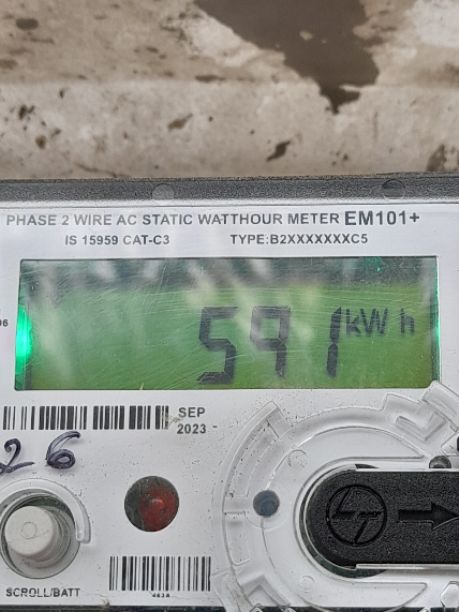 PHASE 2 WIRE AC STATIC WATTHOUR METER EM101+
IS 15959 CAT-C3 TYPE:B2XXXXXXXC5
591 kWh
SEP
2023 -
26
SCROLL/BATT